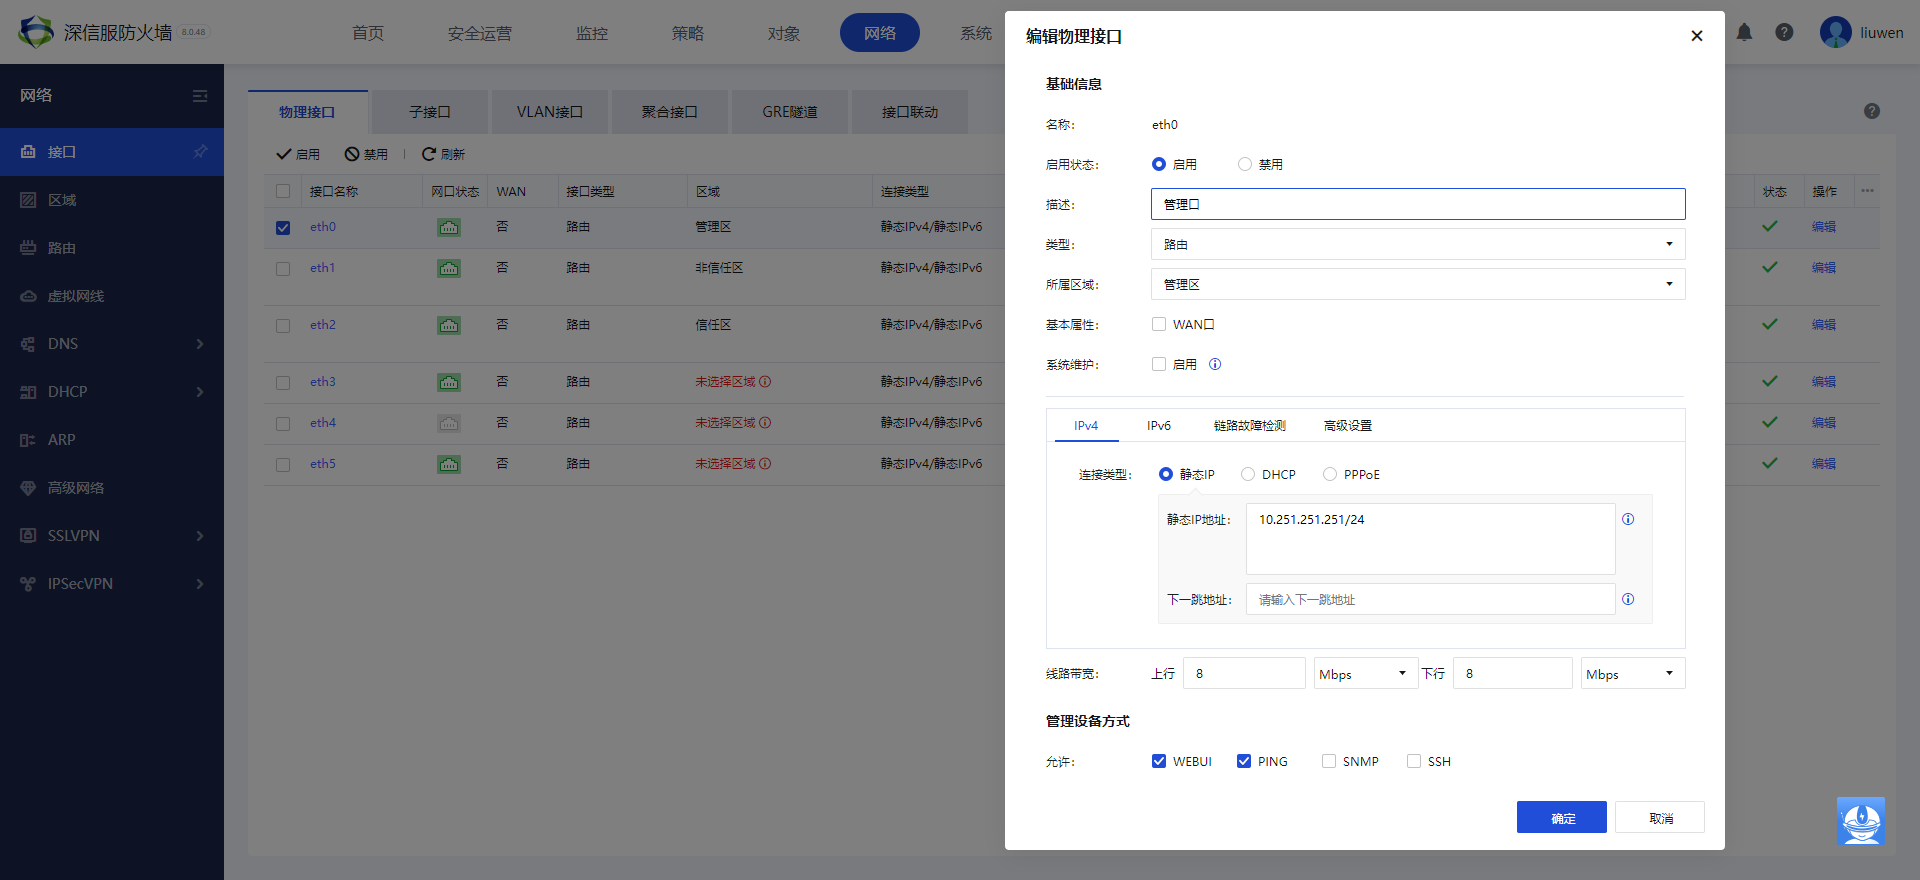 深信服防火墙 8.0.48 首页 安全运营 监控 策略 对象 网络 系统 liuwen
网络
接口
区域
路由
虚拟网线
DNS
DHCP
ARP
高级网络
SSLVPN
IPSecVPN
物理接口 子接口 VLAN接口 聚合接口 GRE隧道 接口联动
启用 禁用 刷新
接口名称 网口状态 WAN 接口类型 区域 连接类型 状态 操作
eth0 否 路由 管理区 静态IPv4/静态IPv6 编辑
eth1 否 路由 非信任区 静态IPv4/静态IPv6 编辑
eth2 否 路由 信任区 静态IPv4/静态IPv6 编辑
eth3 否 路由 未选择区域 静态IPv4/静态IPv6 编辑
eth4 否 路由 未选择区域 静态IPv4/静态IPv6 编辑
eth5 否 路由 未选择区域 静态IPv4/静态IPv6 编辑
编辑物理接口
基础信息
名称: eth0
启用状态: 启用 禁用
描述: 管理口
类型: 路由
所属区域: 管理区
基本属性: WAN口
系统维护: 启用
IPv4 IPv6 链路故障检测 高级设置
连接类型: 静态IP DHCP PPPoE
静态IP地址: 10.251.251.251/24
下一跳地址: 请输入下一跳地址
线路带宽: 上行 8 Mbps 下行 8 Mbps
管理设备方式
允许: WEBUI PING SNMP SSH
确定 取消